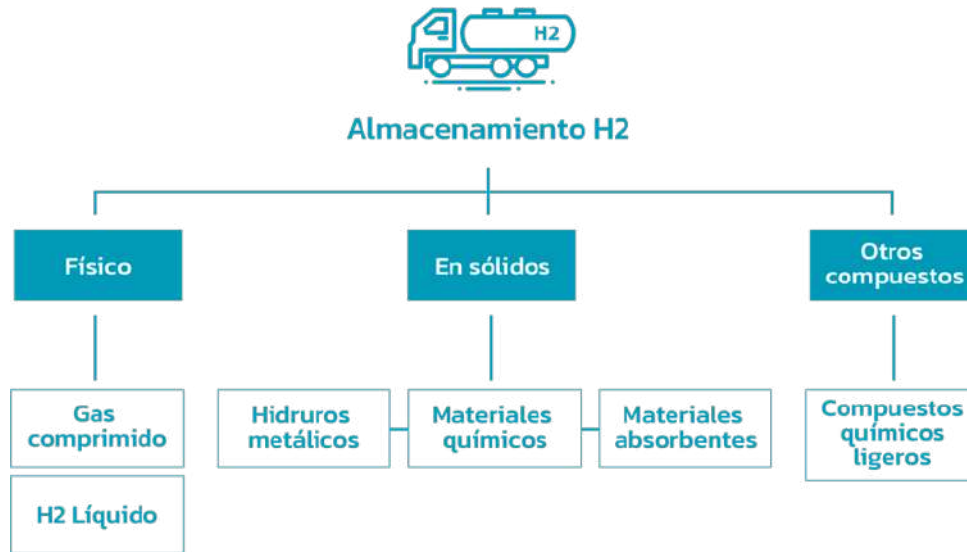 H2
Almacenamiento H2
Físico
En sólidos
Otros
compuestos
Gas
comprimido
Hidruros
metálicos
Materiales
químicos
Materiales
absorbentes
Compuestos
químicos
ligeros
H2 Líquido